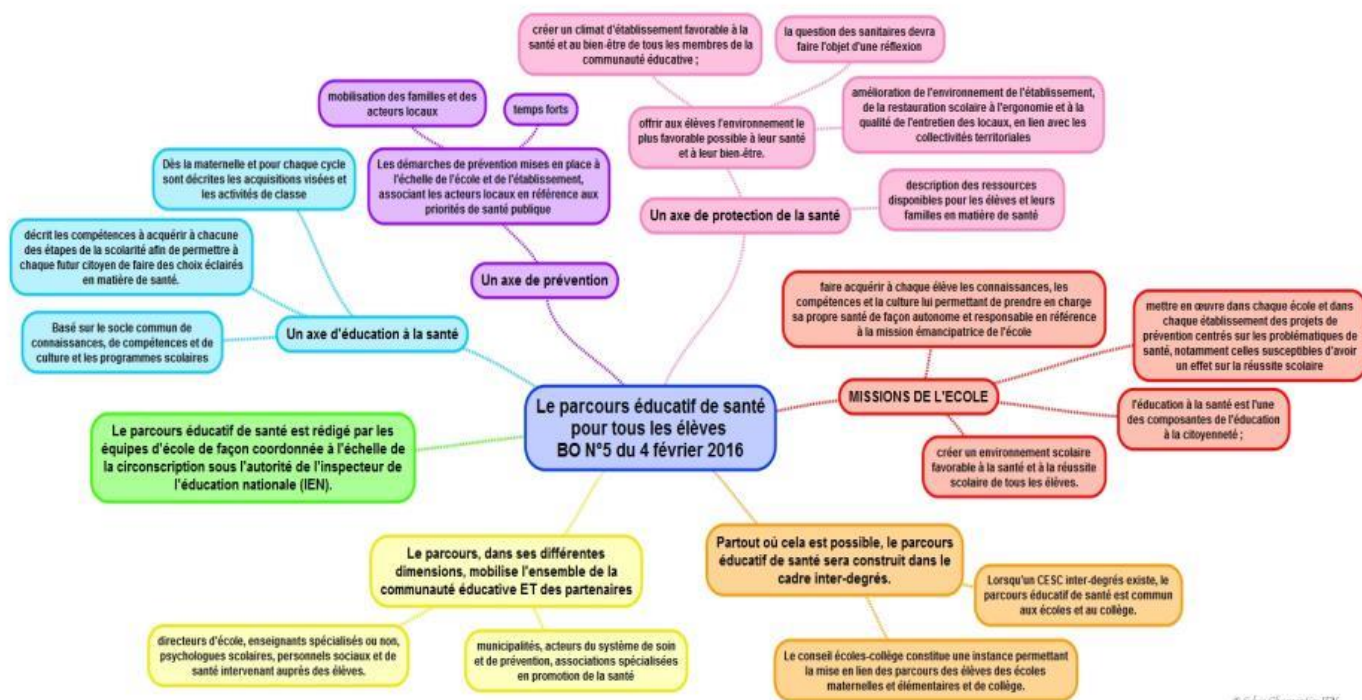 créer un climat d'établissement favorable à la
santé et au bien-être de tous les membres de la
communauté éducative ;
la question des sanitaires devra
faire l'objet d'une réflexion
mobilisation des familles et des
acteurs locaux
temps forts
offrir aux élèves l'environnement le
plus favorable possible à leur santé
et à leur bien-être.
amélioration de l'environnement de l'établissement,
de la restauration scolaire à l'ergonomie et à la
qualité de l'entretien des locaux, en lien avec les
collectivités territoriales
Dès la maternelle et pour chaque cycle
sont décrites les acquisitions visées et
les activités de classe
Les démarches de prévention mises en place à
l'échelle de l'école et de l'établissement,
associant les acteurs locaux en référence aux
priorités de santé publique
Un axe de protection de la santé
description des ressources
disponibles pour les élèves et leurs
familles en matière de santé
décrit les compétences à acquérir à chacune
des étapes de la scolarité afin de permettre à
chaque futur citoyen de faire des choix éclairés
en matière de santé.
Un axe de prévention
Basé sur le socle commun de
connaissances, de compétences et de
culture et les programmes scolaires
Un axe d'éducation à la santé
faire acquérir à chaque élève les connaissances, les
compétences et la culture lui permettant de prendre en charge
sa propre santé de façon autonome et responsable en référence
à la mission émancipatrice de l'école
mettre en œuvre dans chaque école et dans
chaque établissement des projets de
prévention centrés sur les problématiques de
santé, notamment celles susceptibles d'avoir
un effet sur la réussite scolaire
Le parcours éducatif de santé
pour tous les élèves
BO N°5 du 4 février 2016
MISSIONS DE L'ECOLE
l'éducation à la santé est l'une
des composantes de l'éducation
à la citoyenneté ;
créer un environnement scolaire
favorable à la santé et à la réussite
scolaire de tous les élèves.
Le parcours éducatif de santé est rédigé par les
équipes d'école de façon coordonnée à l'échelle de
la circonscription sous l'autorité de l'inspecteur de
l'éducation nationale (IEN).
Le parcours, dans ses différentes
dimensions, mobilise l'ensemble de la
communauté éducative ET des partenaires
directeurs d'école, enseignants spécialisés ou non,
psychologues scolaires, personnels sociaux et de
santé intervenant auprès des élèves.
municipalités, acteurs du système de soin
et de prévention, associations spécialisées
en promotion de la santé
Partout où cela est possible, le parcours
éducatif de santé sera construit dans le
cadre inter-degrés.
Lorsqu'un CESC inter-degrés existe, le
parcours éducatif de santé est commun
aux écoles et au collège.
Le conseil écoles-collège constitue une instance permettant
la mise en lien des parcours des élèves des écoles
maternelles et élémentaires et de collège.